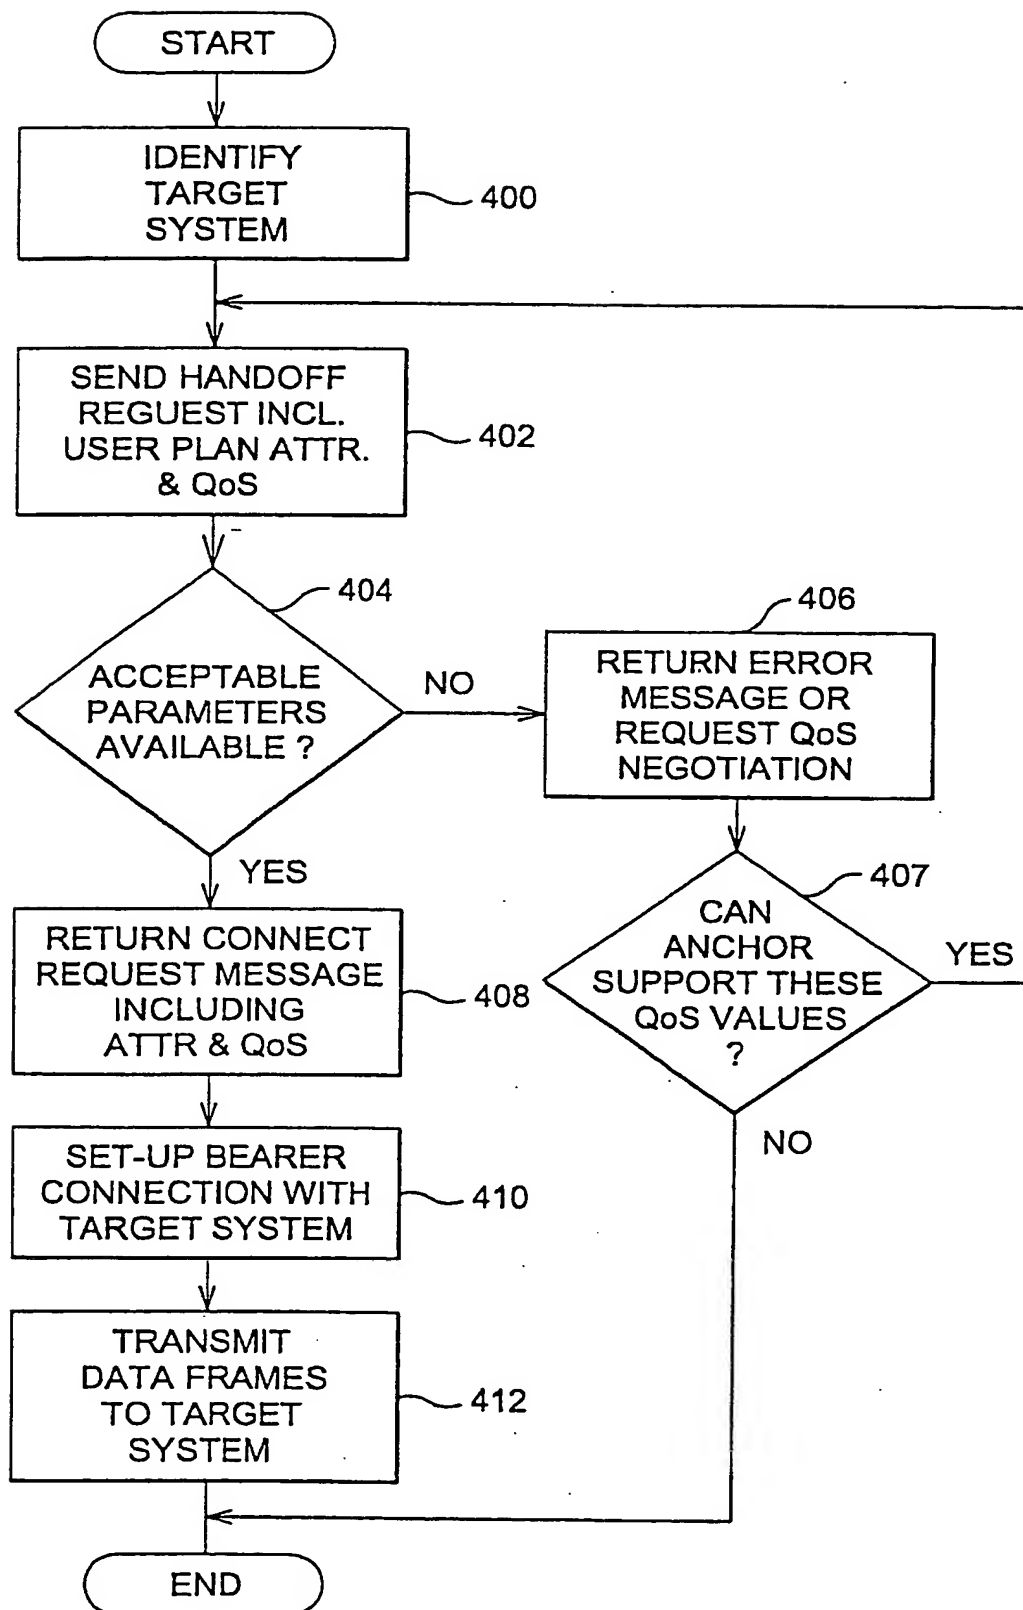 START
IDENTIFY
TARGET
SYSTEM
400
SEND HANDOFF
REGUEST INCL.
USER PLAN ATTR.
& QoS
402
404
ACCEPTABLE
PARAMETERS
AVAILABLE ?
NO
406
RETURN ERROR
MESSAGE OR
REQUEST QoS
NEGOTIATION
YES
407
CAN
ANCHOR
SUPPORT THESE
QoS VALUES
?
YES
NO
RETURN CONNECT
REQUEST MESSAGE
INCLUDING
ATTR & QoS
408
SET-UP BEARER
CONNECTION WITH
TARGET SYSTEM
410
TRANSMIT
DATA FRAMES
TO TARGET
SYSTEM
412
END